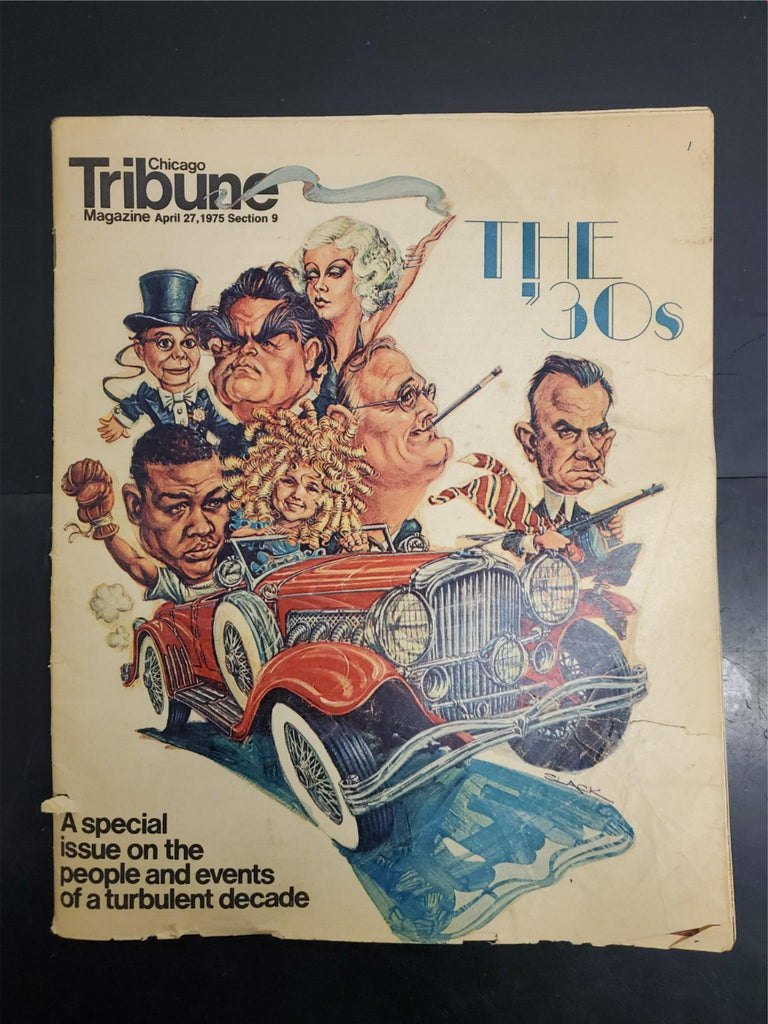 Chicago
Tribune
Magazine April 27, 1975 Section 9
THE
'30s
CLACK
A special
issue on the
people and events
of a turbulent decade